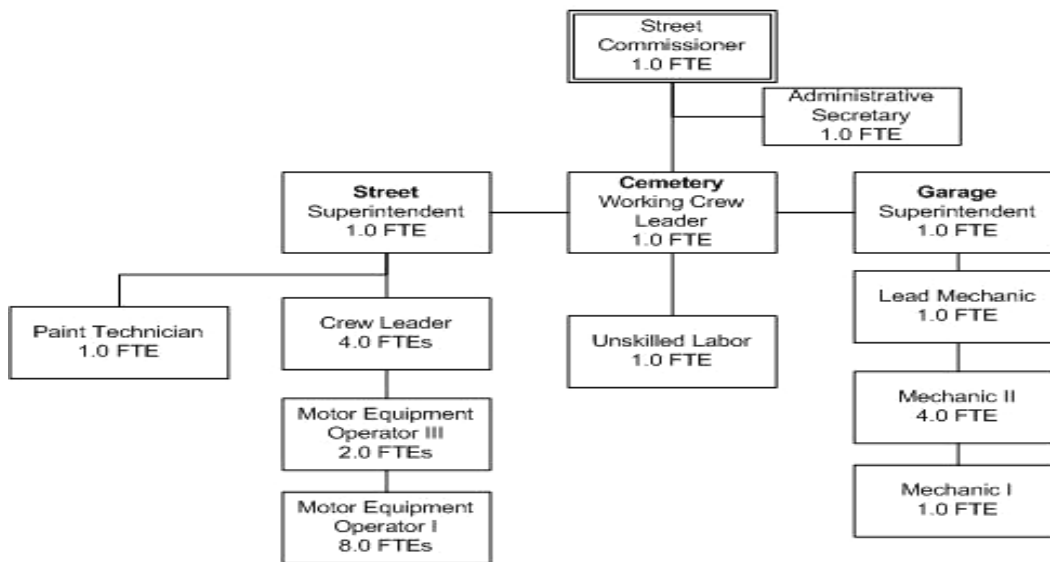 Street
Commissioner
1.0 FTE
Administrative
Secretary
1.0 FTE
Street
Superintendent
1.0 FTE
Cemetery
Working Crew
Leader
1.0 FTE
Garage
Superintendent
1.0 FTE
Paint Technician
1.0 FTE
Crew Leader
4.0 FTEs
Motor Equipment
Operator III
2.0 FTEs
Motor Equipment
Operator I
8.0 FTEs
Unskilled Labor
1.0 FTE
Lead Mechanic
1.0 FTE
Mechanic II
4.0 FTE
Mechanic I
1.0 FTE